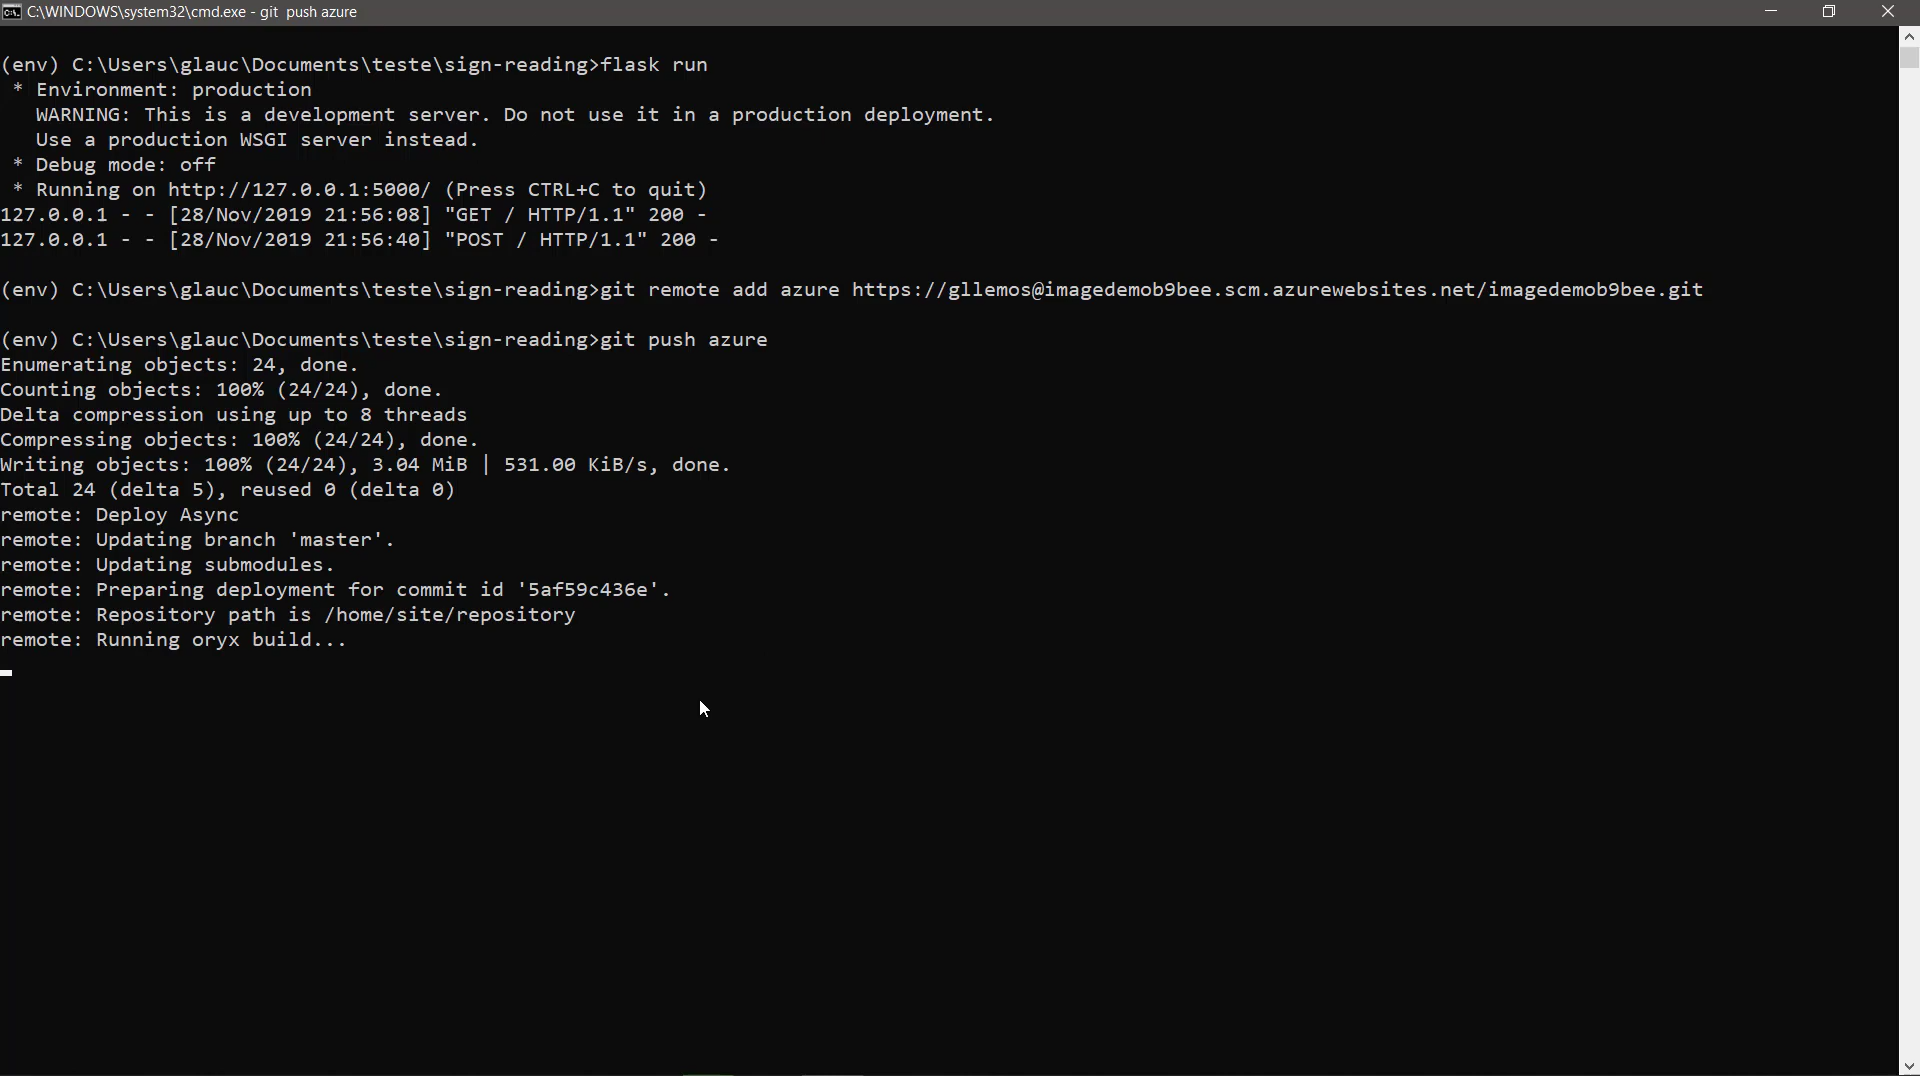 C:\WINDOWS\system32\cmd.exe - git push azure
(env) C:\Users\glauc\Documents\teste\sign-reading>flask run
* Environment: production
WARNING: This is a development server. Do not use it in a production deployment.
Use a production WSGI server instead.
* Debug mode: off
* Running on http://127.0.0.1:5000/ (Press CTRL+C to quit)
127.0.0.1 - - [28/Nov/2019 21:56:08] "GET / HTTP/1.1" 200 -
127.0.0.1 - - [28/Nov/2019 21:56:40] "POST / HTTP/1.1" 200 -
(env) C:\Users\glauc\Documents\teste\sign-reading>git remote add azure https://gllemos@imagedemob9bee.scm.azurewebsites.net/imagedemob9bee.git
(env) C:\Users\glauc\Documents\teste\sign-reading>git push azure
Enumerating objects: 24, done.
Counting objects: 100% (24/24), done.
Delta compression using up to 8 threads
Compressing objects: 100% (24/24), done.
Writing objects: 100% (24/24), 3.04 MiB | 531.00 KiB/s, done.
Total 24 (delta 5), reused 0 (delta 0)
remote: Deploy Async
remote: Updating branch 'master'.
remote: Updating submodules.
remote: Preparing deployment for commit id '5af59c436e'.
remote: Repository path is /home/site/repository
remote: Running oryx build...